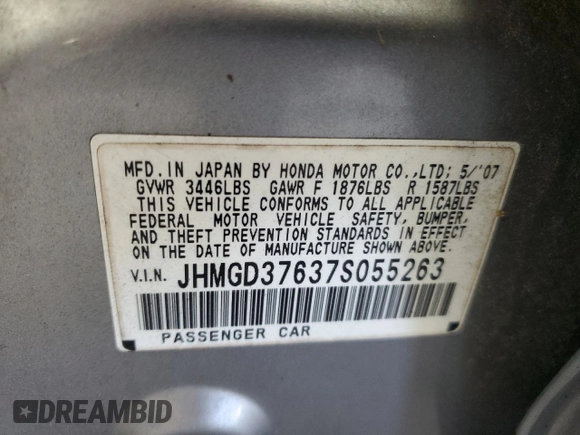 MFD.IN JAPAN BY HONDA MOTOR CO.,LTD; 5/'07
GVWR 3446LBS GAWR F 1876LBS R 1587LBS
THIS VEHICLE CONFORMS TO ALL APPLICABLE
FEDERAL MOTOR VEHICLE SAFETY, BUMPER,
AND THEFT PREVENTION STANDARDS IN EFFECT
ON THE DATE OF MANUFACTURE SHOWN ABOVE.
V.I.N. JHMGD37637S055263
PASSENGER CAR
DREAMBID